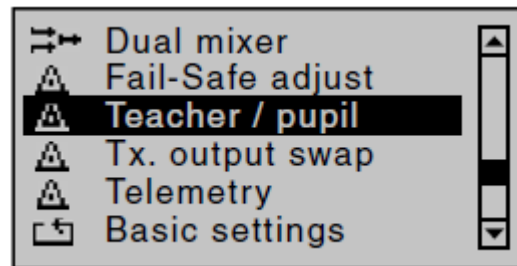 Dual mixer
Fail-Safe adjust
Teacher / pupil
Tx. output swap
Telemetry
Basic settings